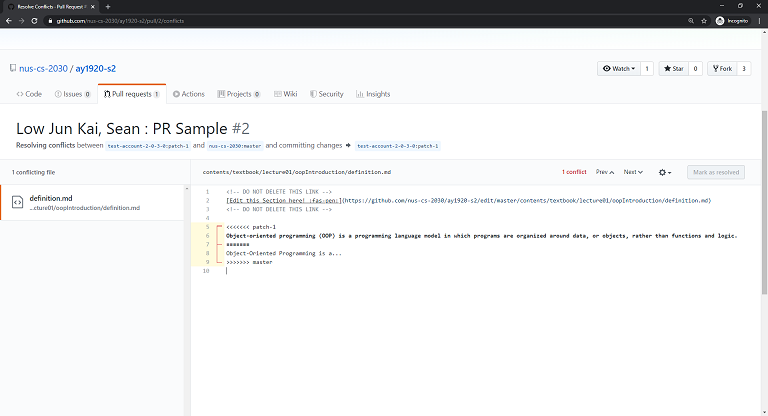 Resolve Conflicts - Pull Request #
github.com/nus-cs-2030/ay1920-s2/pull/2/conflicts
Incognito
nus-cs-2030 / ay1920-s2
Watch 1 Star 0 Fork 3
Code Issues 0 Pull requests 1 Actions Projects 0 Wiki Security Insights
Low Jun Kai, Sean : PR Sample #2
Resolving conflicts between test-account-2-0-3-0:patch-1 and nus-cs-2030:master and committing changes → test-account-2-0-3-0:patch-1
1 conflicting file
contents/textbook/lecture01/oopIntroduction/definition.md 1 conflict Prev Next Mark as resolved
definition.md
...cture01/oopIntroduction/definition.md
1 <!-- DO NOT DELETE THIS LINK -->
2 [Edit this Section here! :fas-pen:](https://github.com/nus-cs-2030/ay1920-s2/edit/master/contents/textbook/lecture01/oopIntroduction/definition.md)
3 <!-- DO NOT DELETE THIS LINK -->
4
5 <<<<<<< patch-1
6 Object-oriented programming (OOP) is a programming language model in which programs are organized around data, or objects, rather than functions and logic.
7 =======
8 Object-Oriented Programming is a...
9 >>>>>>> master
10